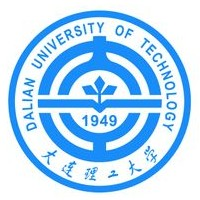 DALIAN UNIVERSITY OF TECHNOLOGY
1949
大连理工大学